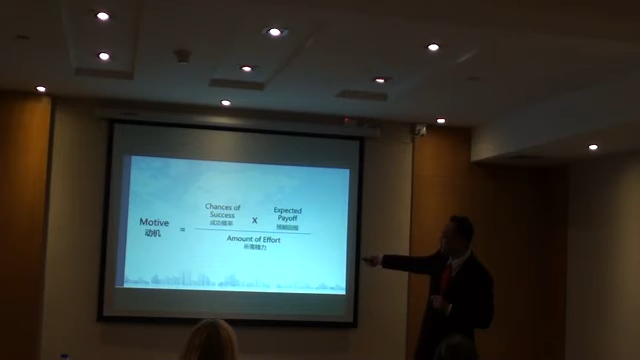 Chances of
Success
成功概率
X
Expected
Payoff
预期回报
Motive
动机
=
Amount of Effort
所需精力